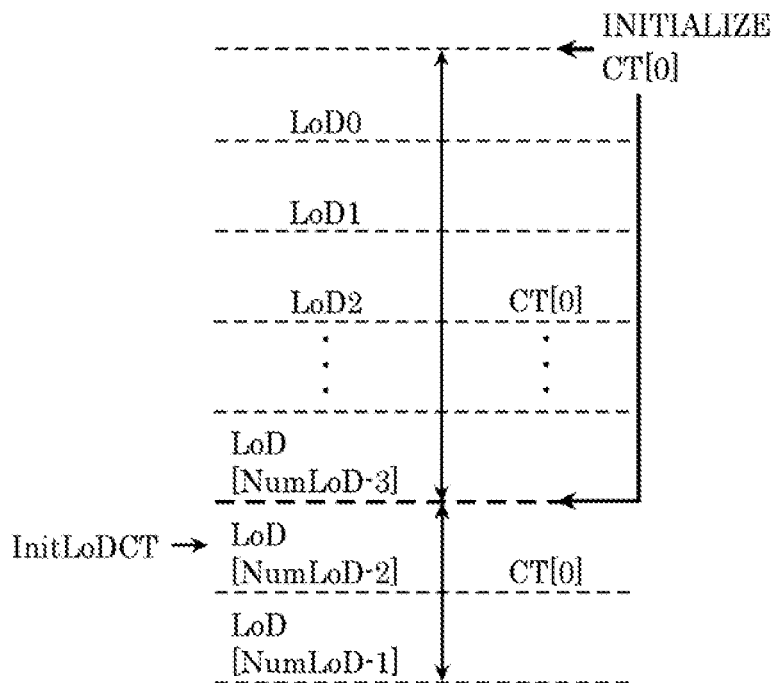 INITIALIZE
CT[0]
LoD0
LoD1
LoD2 CT[0]
LoD
[NumLoD-3]
InitLoDCT
LoD
[NumLoD-2] CT[0]
LoD
[NumLoD-1]